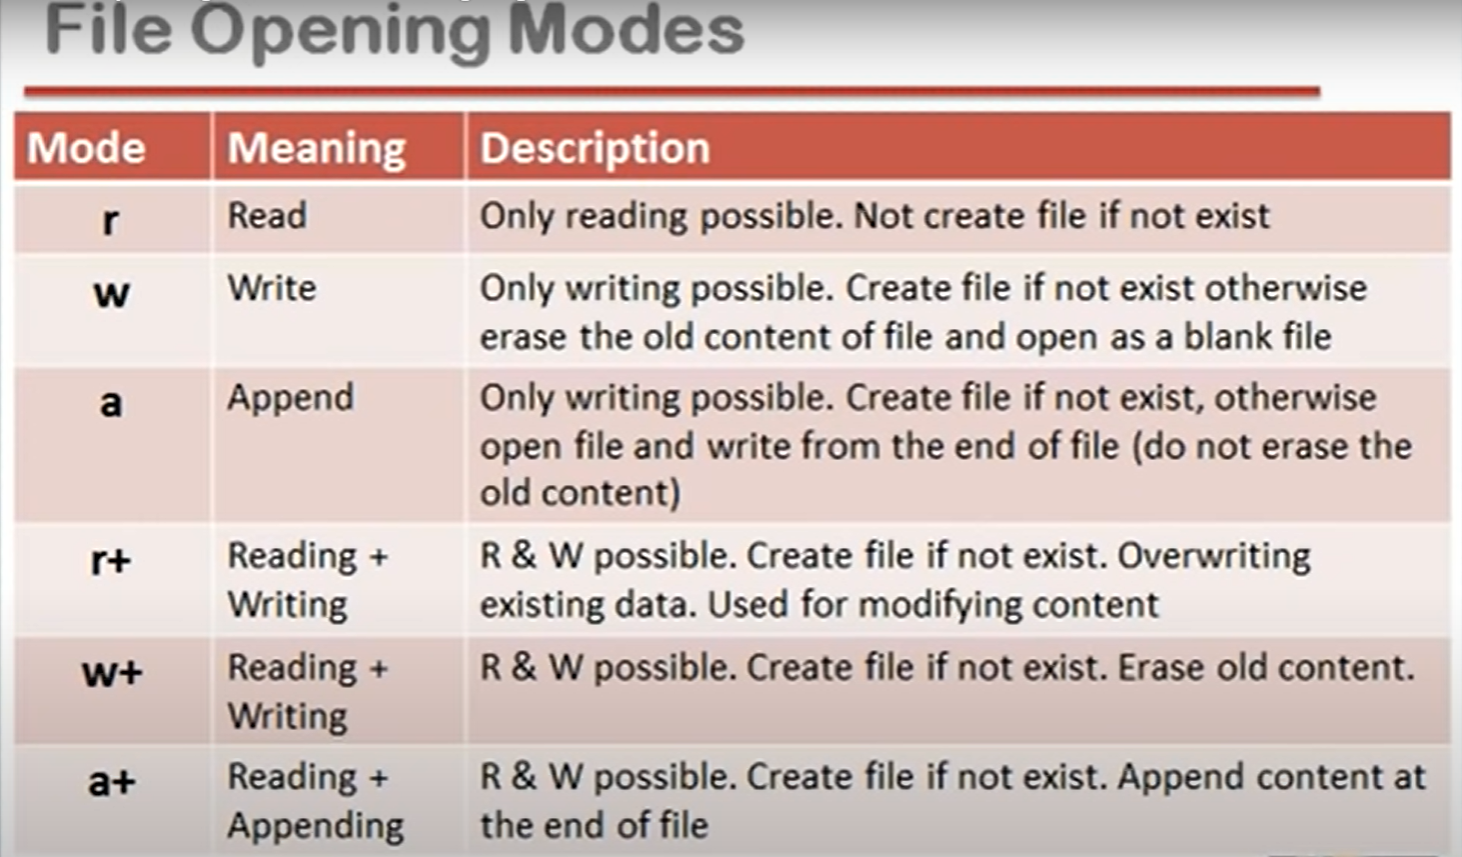 File Opening Modes
Mode Meaning Description
r Read Only reading possible. Not create file if not exist
w Write Only writing possible. Create file if not exist otherwise
erase the old content of file and open as a blank file
a Append Only writing possible. Create file if not exist, otherwise
open file and write from the end of file (do not erase the
old content)
r+ Reading + R & W possible. Create file if not exist. Overwriting
Writing existing data. Used for modifying content
w+ Reading + R & W possible. Create file if not exist. Erase old content.
Writing
a+ Reading + R & W possible. Create file if not exist. Append content at
Appending the end of file